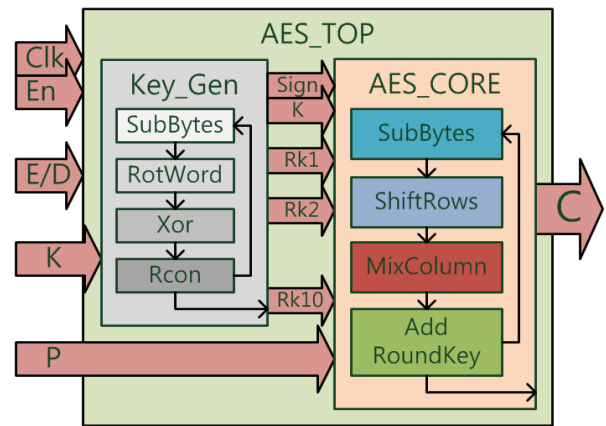 AES_TOP
Clk
En
E/D
K
P
Key_Gen
SubBytes
RotWord
Xor
Rcon
Sign
K
Rk1
Rk2
Rk10
AES_CORE
SubBytes
ShiftRows
MixColumn
Add
RoundKey
C